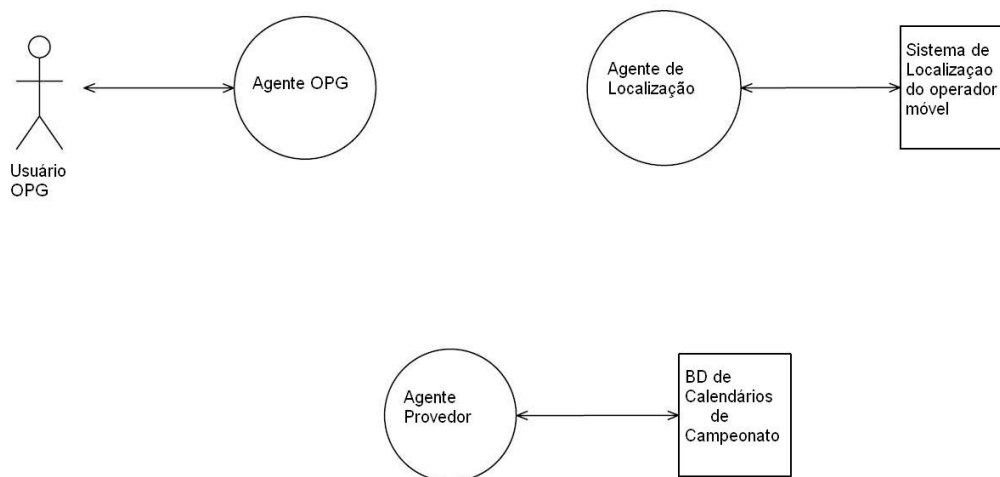 Usuário
OPG
Agente OPG
Agente de
Localização
Sistema de
Localizaçao
do operador
móvel
Agente
Provedor
BD de
Calendários
de
Campeonato